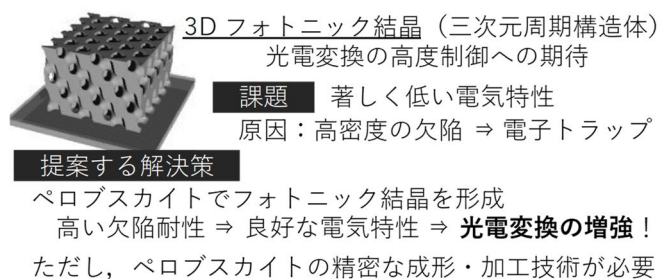 3D フォトニック結晶（三次元周期構造体）
光電変換の高度制御への期待
課題　著しく低い電気特性
原因：高密度の欠陥 ⇒ 電子トラップ
提案する解決策
ペロブスカイトでフォトニック結晶を形成
高い欠陥耐性 ⇒ 良好な電気特性 ⇒ 光電変換の増強！
ただし，ペロブスカイトの精密な成形・加工技術が必要